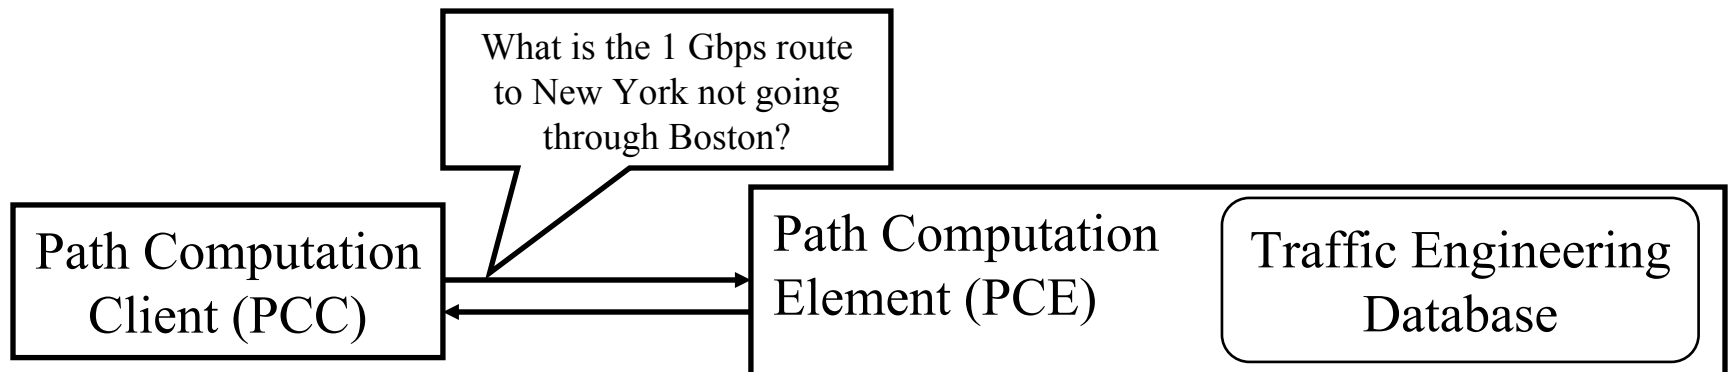 What is the 1 Gbps route
to New York not going
through Boston?
Path Computation
Client (PCC)
Path Computation
Element (PCE)
Traffic Engineering
Database